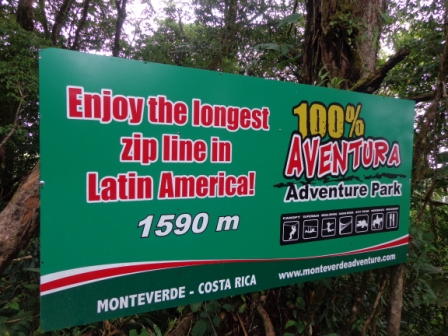 Enjoy the longest
zip line in
Latin America!
1590 m
100%
AVENTURA
Adventure Park
CANOPY
www.monteverdeadventure.com
MONTEVERDE - COSTA RICA